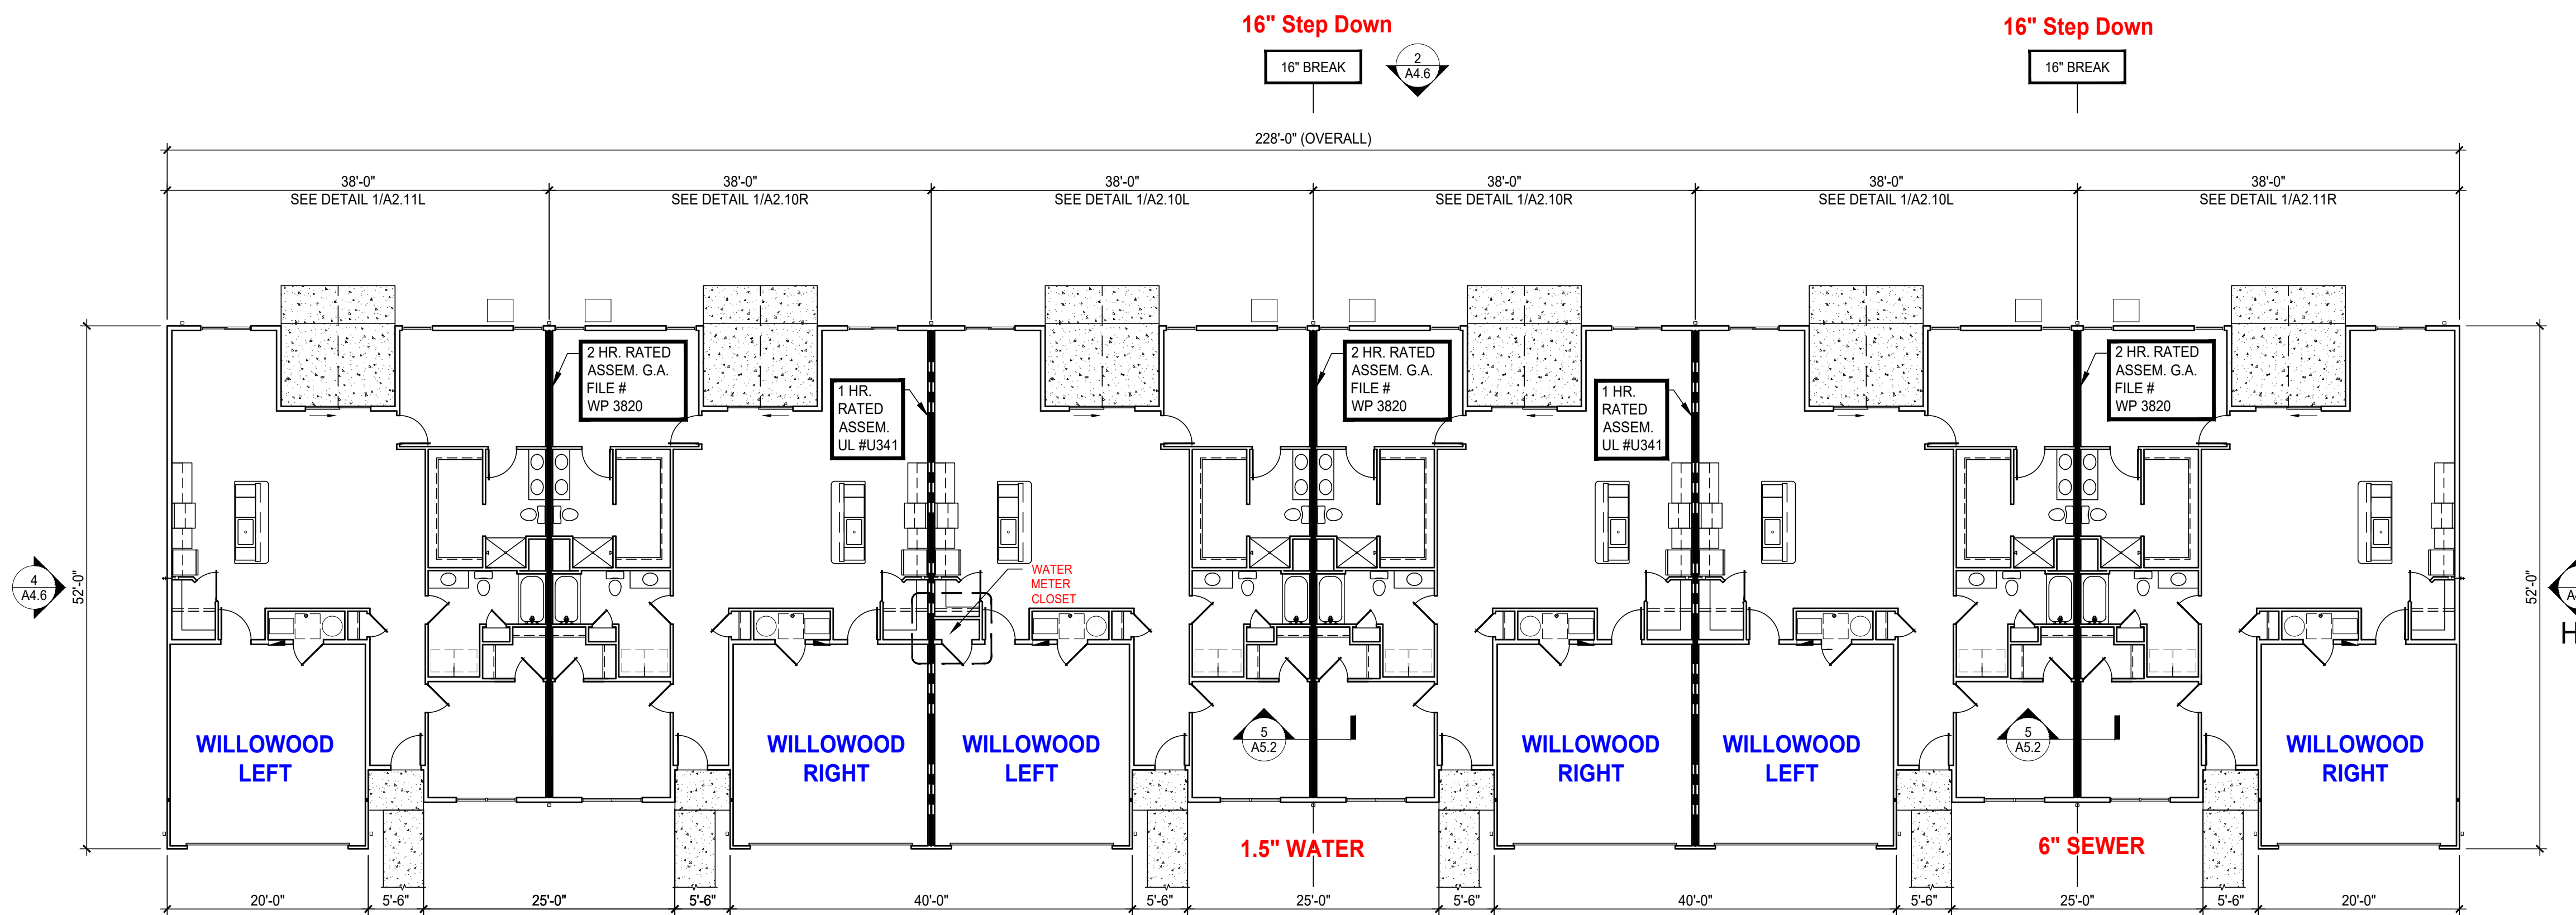 16" Step Down
16" Step Down
16" BREAK
2
A4.6
16" BREAK
228'-0" (OVERALL)
38'-0"
38'-0"
38'-0"
38'-0"
38'-0"
38'-0"
SEE DETAIL 1/A2.11L
SEE DETAIL 1/A2.10R
SEE DETAIL 1/A2.10L
SEE DETAIL 1/A2.10R
SEE DETAIL 1/A2.10L
SEE DETAIL 1/A2.11R
2 HR. RATED
ASSEM. G.A.
FILE #
WP 3820
1 HR.
RATED
ASSEM.
UL #U341
2 HR. RATED
ASSEM. G.A.
FILE #
WP 3820
1 HR.
RATED
ASSEM.
UL #U341
2 HR. RATED
ASSEM. G.A.
FILE #
WP 3820
4
A4.6
52'-0"
WATER
METER
CLOSET
52'-0"
A
H
WILLOWOOD
LEFT
WILLOWOOD
RIGHT
WILLOWOOD
LEFT
5
A5.2
WILLOWOOD
RIGHT
WILLOWOOD
LEFT
5
A5.2
WILLOWOOD
RIGHT
1.5" WATER
6" SEWER
20'-0"
5'-6"
25'-0"
5'-6"
40'-0"
5'-6"
25'-0"
5'-6"
40'-0"
5'-6"
25'-0"
5'-6"
20'-0"